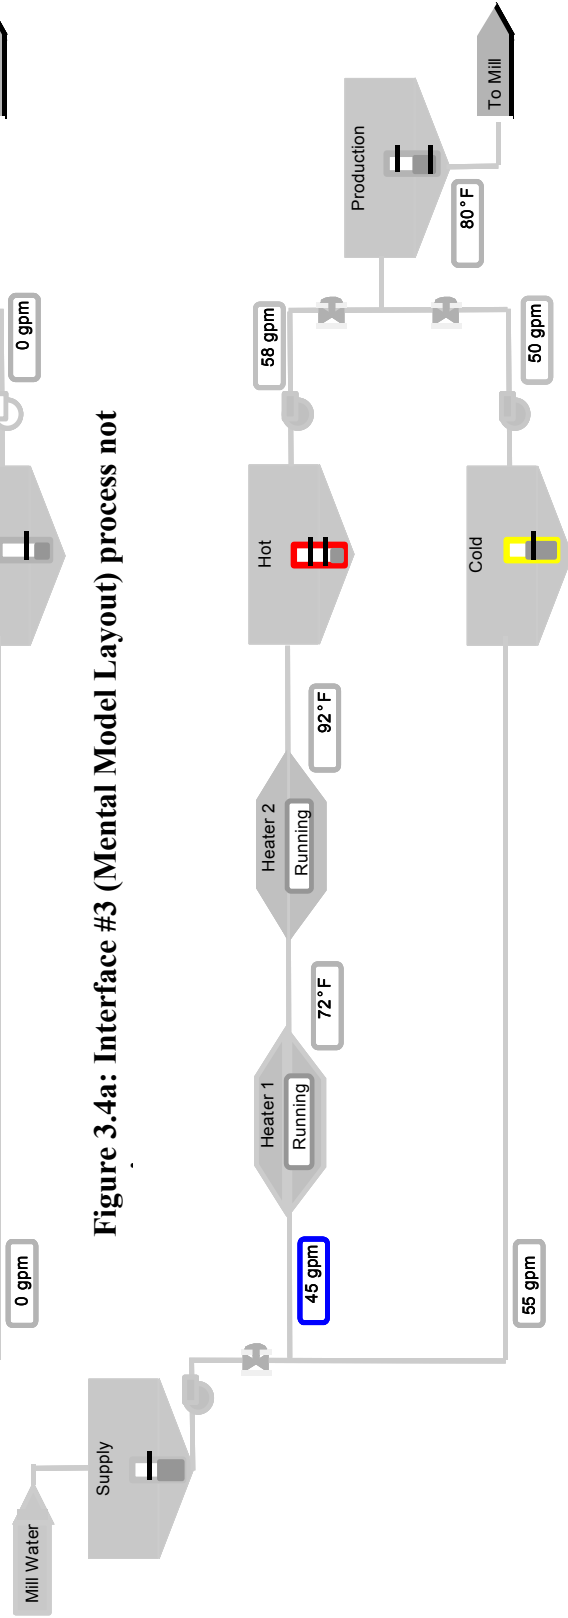 0 gpm
0 gpm
Figure 3.4a: Interface #3 (Mental Model Layout) process not
Mill Water
Supply
45 gpm
Heater 1
Running
72°F
Heater 2
Running
92°F
Hot
58 gpm
Production
80°F
To Mill
55 gpm
Cold
50 gpm